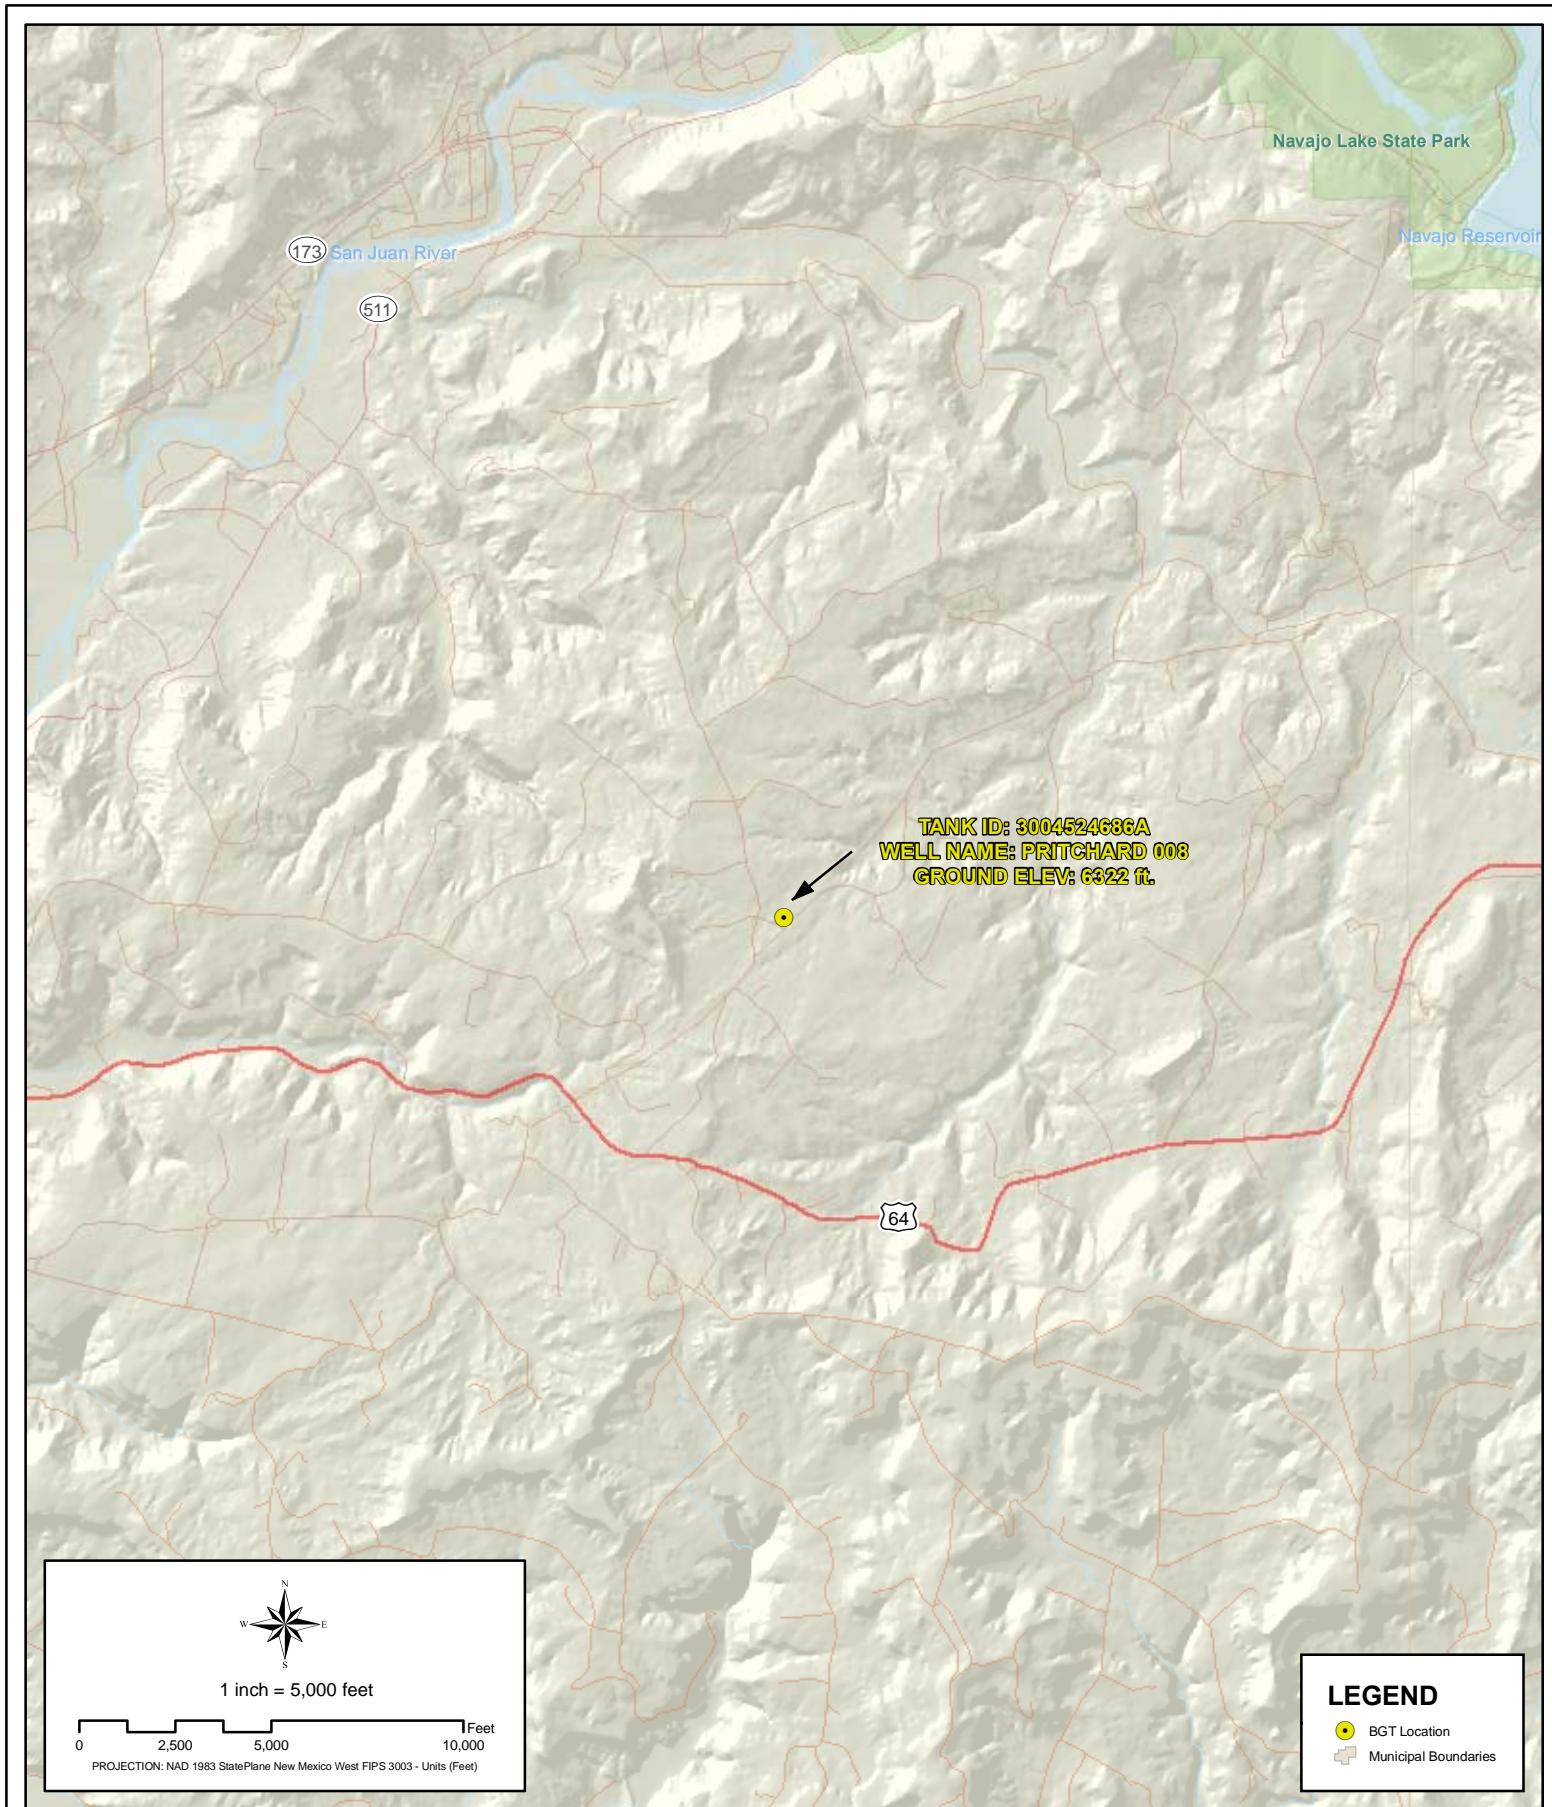 Navajo Lake State Park
Navajo Reservoir
173
San Juan River
511
TANK ID: 3004524686A
WELL NAME: PRITCHARD 008
GROUND ELEV: 6322 ft.
64
N
W
E
S
1 inch = 5,000 feet
Feet
0 2,500 5,000 10,000
PROJECTION: NAD 1983 StatePlane New Mexico West FIPS 3003 - Units (Feet)
LEGEND
BGT Location
Municipal Boundaries